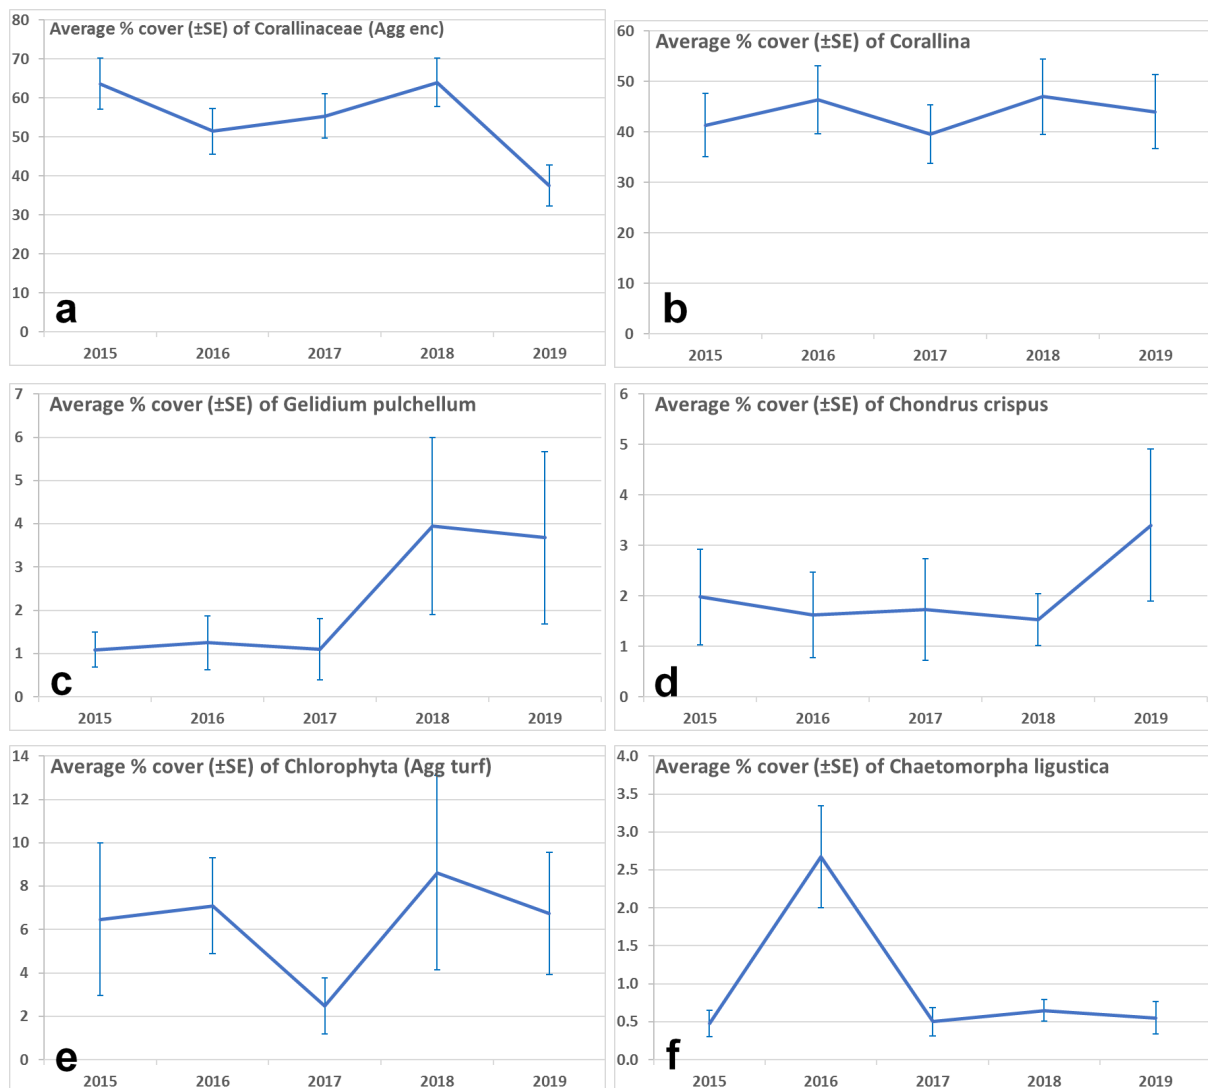 Average % cover (±SE) of Corallinaceae (Agg enc)
80
70
60
50
40
30
20
10
0
a
2015 2016 2017 2018 2019
Average % cover (±SE) of Corallina
60
50
40
30
20
10
0
b
2015 2016 2017 2018 2019
Average % cover (±SE) of Gelidium pulchellum
7
6
5
4
3
2
1
0
c
2015 2016 2017 2018 2019
Average % cover (±SE) of Chondrus crispus
6
5
4
3
2
1
0
d
2015 2016 2017 2018 2019
Average % cover (±SE) of Chlorophyta (Agg turf)
14
12
10
8
6
4
2
0
e
2015 2016 2017 2018 2019
Average % cover (±SE) of Chaetomorpha ligustica
4.0
3.5
3.0
2.5
2.0
1.5
1.0
0.5
0.0
f
2015 2016 2017 2018 2019